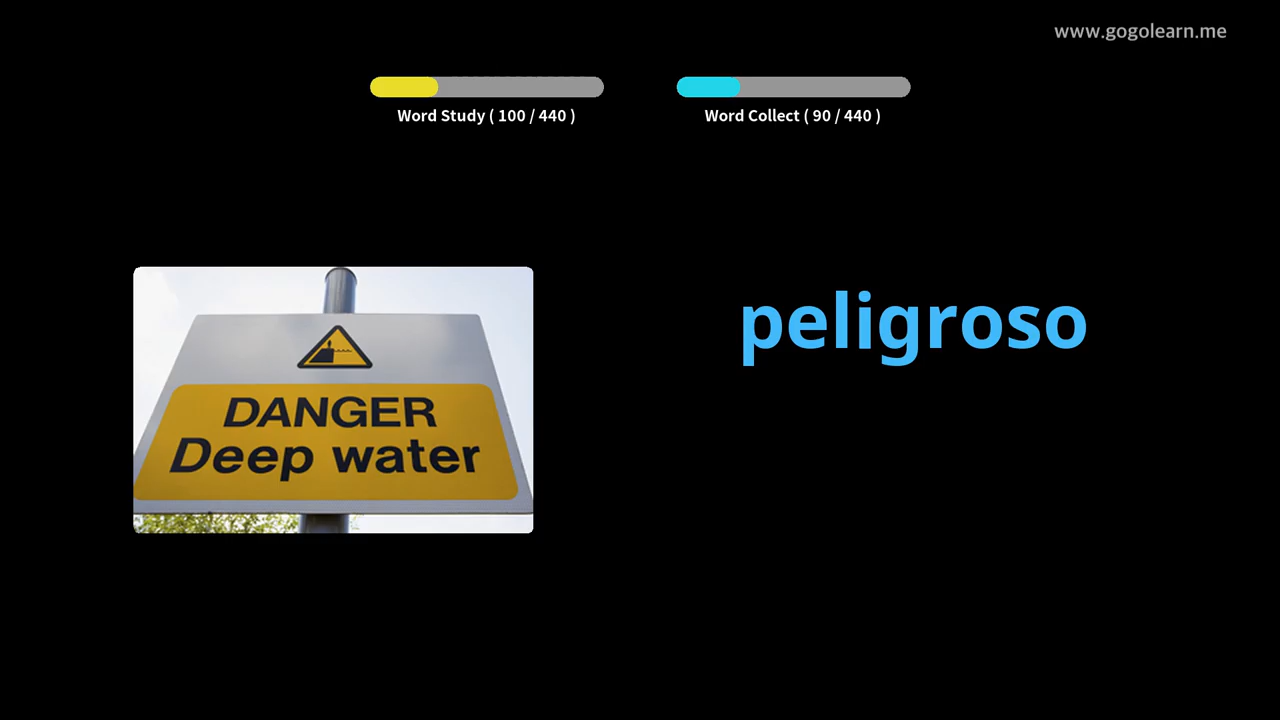 www.gogolearn.me
Word Study ( 100 / 440 )
Word Collect ( 90 / 440 )
DANGER
Deep water
peligroso